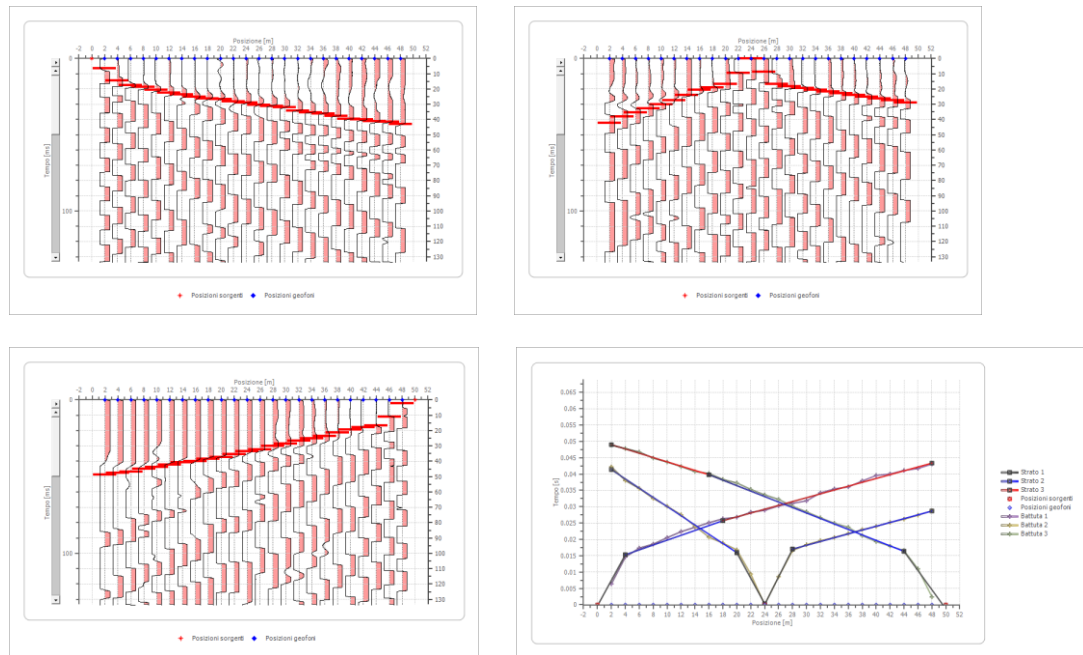 Posizione [m]
-2 0 2 4 6 8 10 12 14 16 18 20 22 24 26 28 30 32 34 36 38 40 42 44 46 48 50 52
0
100
Tempo [ms]
0
10
20
30
40
50
60
70
80
90
100
110
120
130
Posizioni sorgenti Posizioni geofoni
Posizione [m]
-2 0 2 4 6 8 10 12 14 16 18 20 22 24 26 28 30 32 34 36 38 40 42 44 46 48 50 52
0
100
Tempo [ms]
0
10
20
30
40
50
60
70
80
90
100
110
120
130
Posizioni sorgenti Posizioni geofoni
Posizione [m]
-2 0 2 4 6 8 10 12 14 16 18 20 22 24 26 28 30 32 34 36 38 40 42 44 46 48 50 52
0
100
Tempo [ms]
0
10
20
30
40
50
60
70
80
90
100
110
120
130
Posizioni sorgenti Posizioni geofoni
0,065
0,06
0,055
0,05
0,045
0,04
0,035
0,03
0,025
0,02
0,015
0,01
0,005
0
Tempo [s]
-2 0 2 4 6 8 10 12 14 16 18 20 22 24 26 28 30 32 34 36 38 40 42 44 46 48 50 52
Posizione [m]
Strato 1
Strato 2
Strato 3
Posizioni sorgenti
Posizioni geofoni
Battuta 1
Battuta 2
Battuta 3